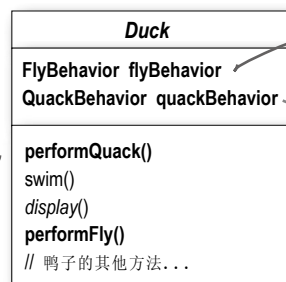 Duck
FlyBehavior flyBehavior
QuackBehavior quackBehavior
performQuack()
swim()
display()
performFly()
// 鸭子的其他方法...